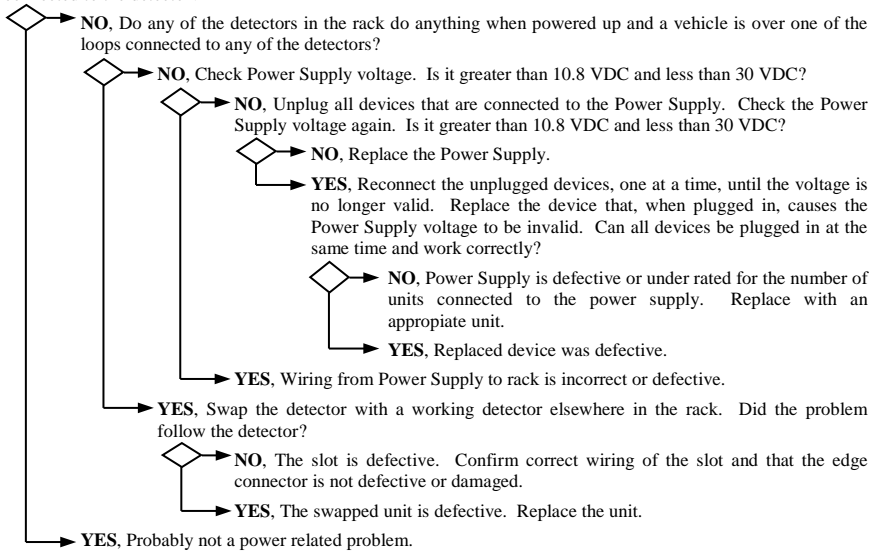 NO, Do any of the detectors in the rack do anything when powered up and a vehicle is over one of the
loops connected to any of the detectors?
NO, Check Power Supply voltage. Is it greater than 10.8 VDC and less than 30 VDC?
NO, Unplug all devices that are connected to the Power Supply. Check the Power
Supply voltage again. Is it greater than 10.8 VDC and less than 30 VDC?
NO, Replace the Power Supply.
YES, Reconnect the unplugged devices, one at a time, until the voltage is
no longer valid. Replace the device that, when plugged in, causes the
Power Supply voltage to be invalid. Can all devices be plugged in at the
same time and work correctly?
NO, Power Supply is defective or under rated for the number of
units connected to the power supply. Replace with an
appropiate unit.
YES, Replaced device was defective.
YES, Wiring from Power Supply to rack is incorrect or defective.
YES, Swap the detector with a working detector elsewhere in the rack. Did the problem
follow the detector?
NO, The slot is defective. Confirm correct wiring of the slot and that the edge
connector is not defective or damaged.
YES, The swapped unit is defective. Replace the unit.
YES, Probably not a power related problem.